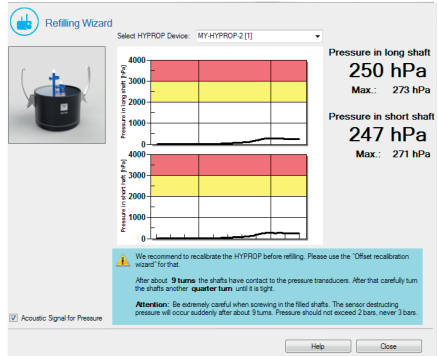 Refilling Wizard
Select HYPROP Device: MY-HYPROP-2 [1]
Pressure in long shaft [hPa]
4000
3000
2000
1000
0
Pressure in short shaft [hPa]
4000
3000
2000
1000
0
Pressure in long shaft
250 hPa
Max.: 273 hPa
Pressure in short shaft
247 hPa
Max.: 271 hPa
We recommend to recalibrate the HYPROP before refilling. Please use the "Offset recalibration
wizard" for that.
After about 9 turns the shafts have contact to the pressure transducers. After that carefully turn
the shafts another quarter turn until it is tight.
Attention: Be extremely careful when screwing in the filled shafts. The sensor destructing
pressure will occur suddenly after about 9 turns. Pressure should not exceed 2 bars, never 3 bars.
Acoustic Signal for Pressure
Help
Close